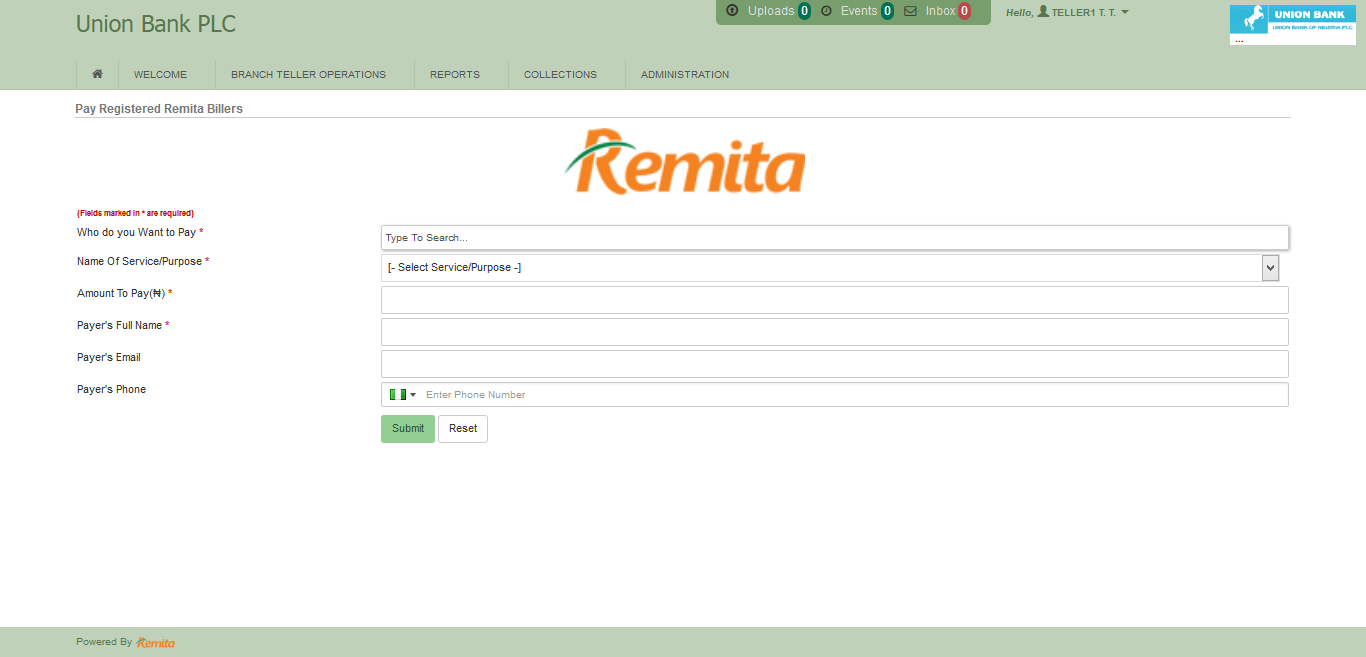 Union Bank PLC
Uploads 0 Events 0 Inbox 0
Hello, TELLER1 T. T.
UNION BANK
UNION BANK OF NIGERIA PLC
...
WELCOME BRANCH TELLER OPERATIONS REPORTS COLLECTIONS ADMINISTRATION
Pay Registered Remita Billers
Remita
(Fields marked in * are required)
Who do you Want to Pay *
Type To Search...
Name Of Service/Purpose *
[- Select Service/Purpose -]
Amount To Pay(₦) *
Payer's Full Name *
Payer's Email
Payer's Phone
Enter Phone Number
Submit Reset
Powered By Remita